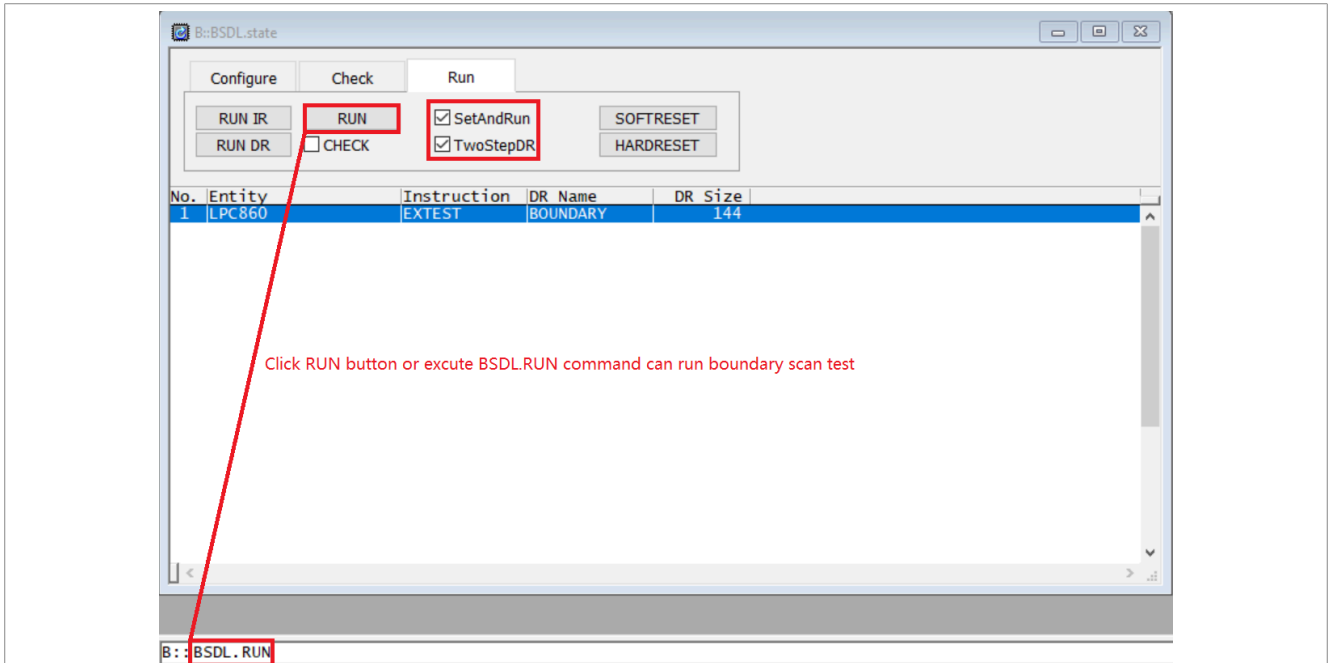 B::BSDL.state
Configure Check Run
RUN IR RUN SetAndRun SOFTRESET
RUN DR CHECK TwoStepDR HARDRESET
No. Entity Instruction DR Name DR Size
1 LPC860 EXTEST BOUNDARY 144
Click RUN button or excute BSDL.RUN command can run boundary scan test
B::BSDL.RUN